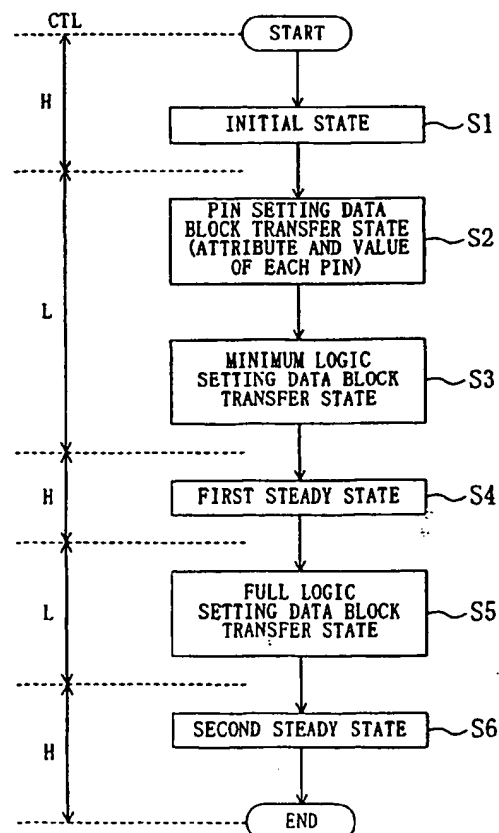 CTL
START
H
INITIAL STATE
S1
PIN SETTING DATA
BLOCK TRANSFER STATE
(ATTRIBUTE AND VALUE
OF EACH PIN)
S2
L
MINIMUM LOGIC
SETTING DATA BLOCK
TRANSFER STATE
S3
H
FIRST STEADY STATE
S4
L
FULL LOGIC
SETTING DATA BLOCK
TRANSFER STATE
S5
H
SECOND STEADY STATE
S6
END